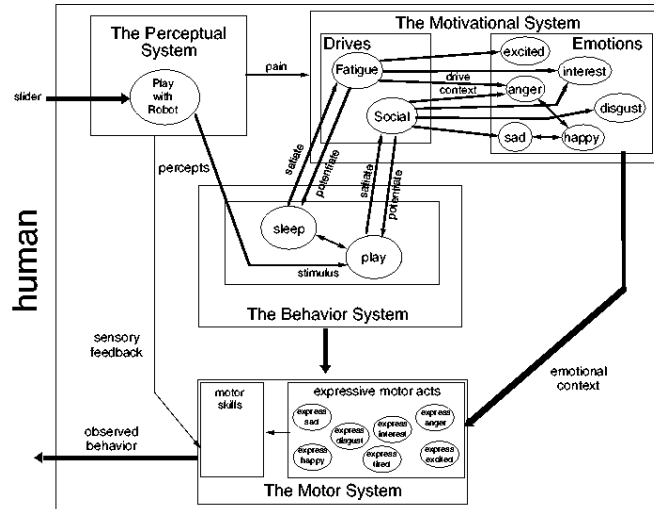 The Motivational System
The Perceptual
System
Drives
Emotions
Fatigue
excited
interest
pain
drive
context
anger
disgust
slider
Play
with
Robot
Social
sad
happy
percepts
satiate
potentiate
satiate
potentiate
sleep
play
stimulus
The Behavior System
human
sensory
feedback
emotional
context
motor
skills
expressive motor acts
express
sad
express
disgust
express
interest
express
anger
express
happy
express
tired
express
excited
observed
behavior
The Motor System